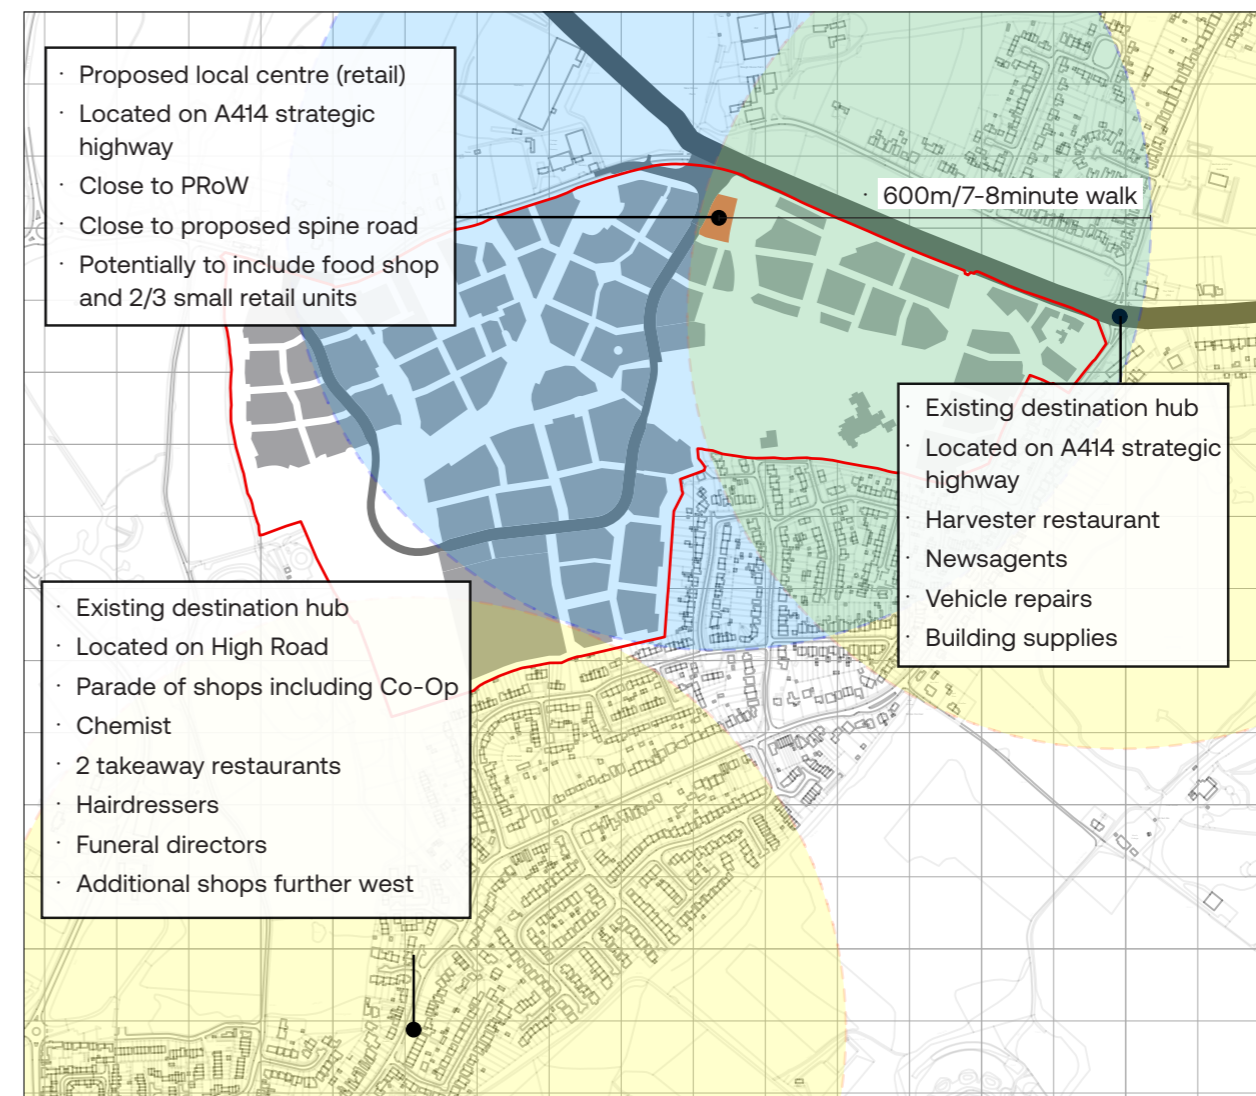 · Proposed local centre (retail)
· Located on A414 strategic
highway
· Close to PRoW
· Close to proposed spine road
· Potentially to include food shop
and 2/3 small retail units
· 600m/7-8minute walk
· Existing destination hub
· Located on A414 strategic
highway
· Harvester restaurant
· Newsagents
· Vehicle repairs
· Building supplies
· Existing destination hub
· Located on High Road
· Parade of shops including Co-Op
· Chemist
· 2 takeaway restaurants
· Hairdressers
· Funeral directors
· Additional shops further west